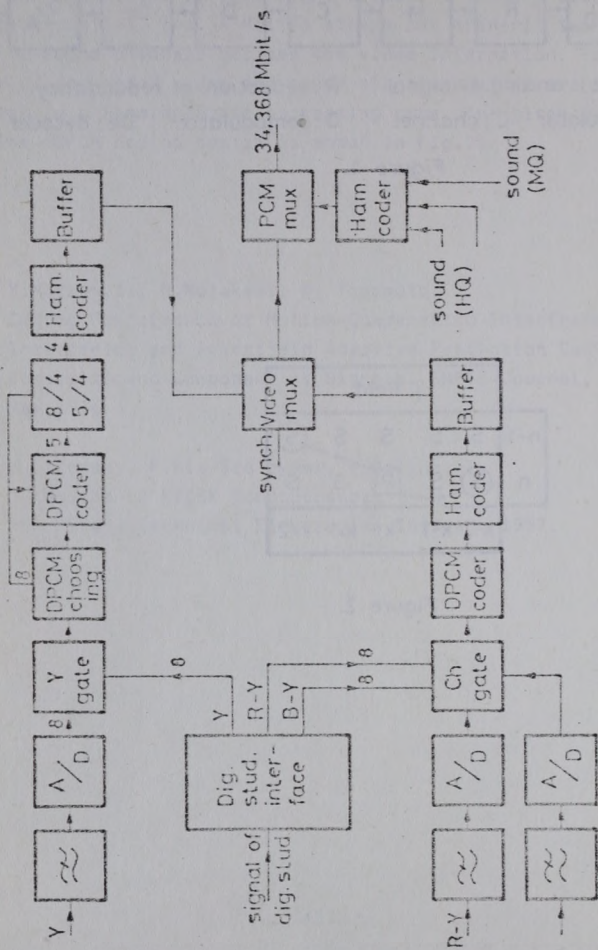 Y
A/D
8
Y
gate
DPCM
choos
ing
8
DPCM
coder
5
8/4
5/4
4
Ham
coder
Buffer
signal of
dig. stud
Dig.
stud.
inter-
face
Y
8
R-Y
8
B-Y
8
synch
Video
mux
PCM
mux
34,368 Mbit/s
Ham
coder
sound
(HQ)
sound
(MQ)
R-Y
A/D
Ch
gate
DPCM
coder
Ham
coder
Buffer
A/D